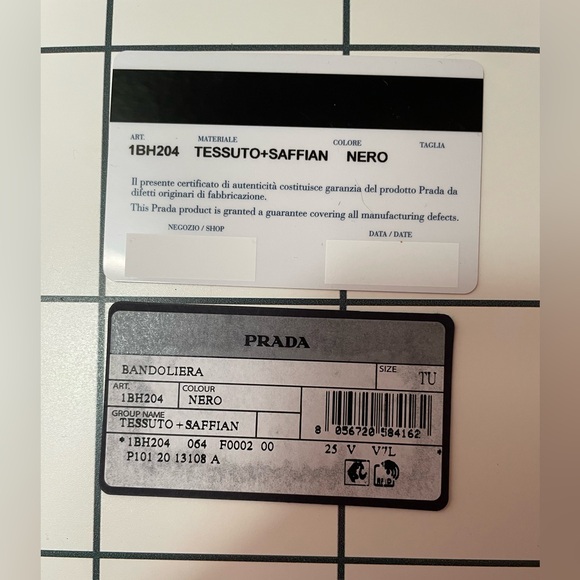 ART. MATERIALE COLORE TAGLIA
1BH204 TESSUTO+SAFFIAN NERO
Il presente certificato di autenticità costituisce garanzia del prodotto Prada da
difetti originari di fabbricazione.
This Prada product is granted a guarantee covering all manufacturing defects.
NEGOZIO / SHOP DATA / DATE
PRADA
BANDOLIERA SIZE TU
ART. COLOUR
1BH204 NERO
GROUP NAME
TESSUTO +SAFFIAN
8 056720 584162
*1BH204 064 F0002 00 25 V V7L *
P101 20 13108 A